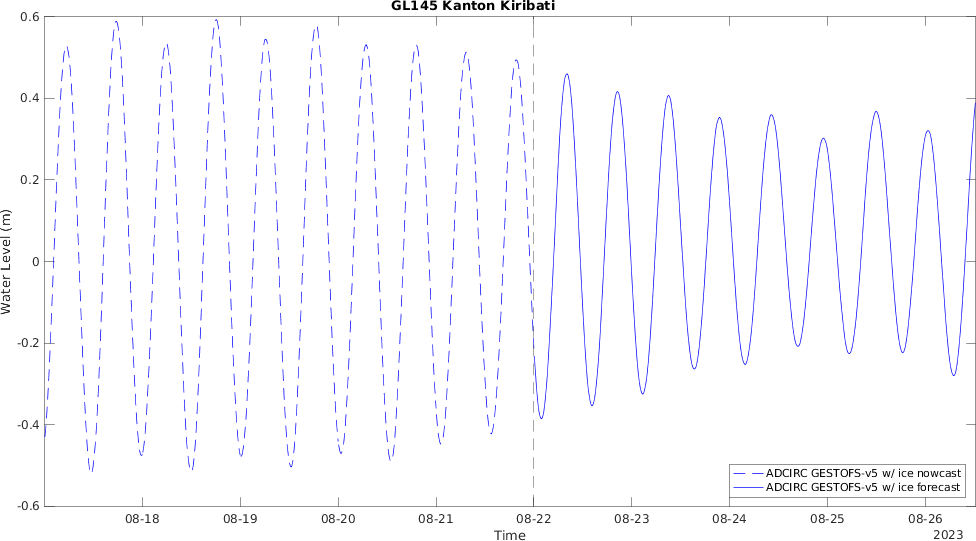 GL145 Kanton Kiribati
0.6
0.4
0.2
0
-0.2
-0.4
-0.6
Water Level (m)
ADCIRC GESTOFS-v5 w/ ice nowcast
ADCIRC GESTOFS-v5 w/ ice forecast
08-18 08-19 08-20 08-21 08-22 08-23 08-24 08-25 08-26
Time
2023